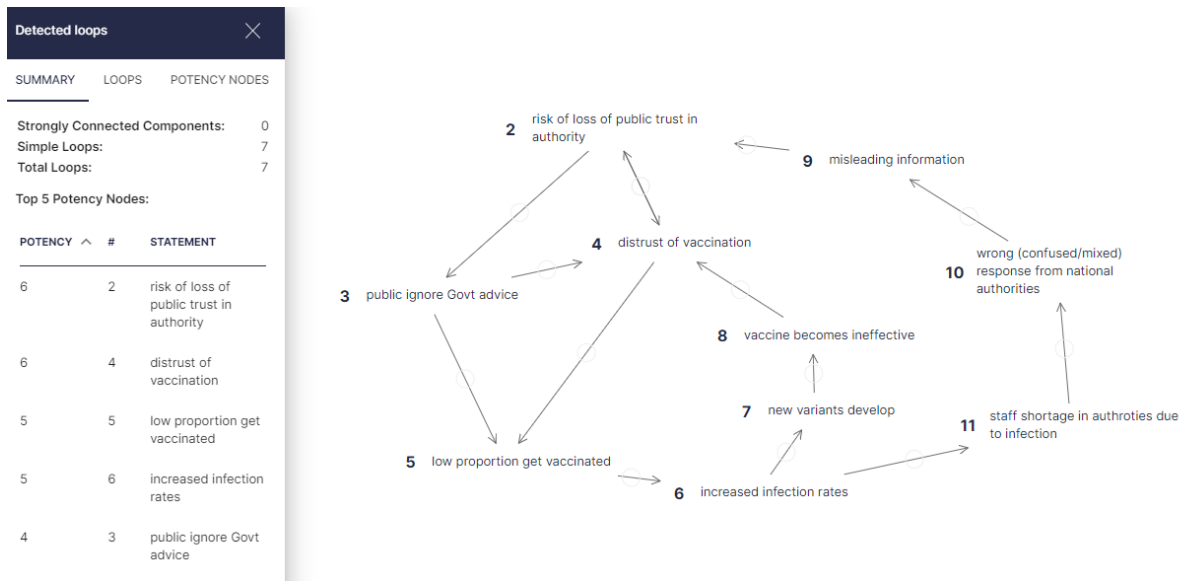 Detected loops
SUMMARY LOOPS POTENCY NODES
Strongly Connected Components: 0
Simple Loops: 7
Total Loops: 7
Top 5 Potency Nodes:
POTENCY # STATEMENT
6 2 risk of loss of
public trust in
authority
6 4 distrust of
vaccination
5 5 low proportion get
vaccinated
5 6 increased infection
rates
4 3 public ignore Govt
advice
2 risk of loss of public trust in
authority
9 misleading information
4 distrust of vaccination
10 wrong (confused/mixed)
response from national
authorities
3 public ignore Govt advice
8 vaccine becomes ineffective
7 new variants develop
11 staff shortage in authroties due
to infection
5 low proportion get vaccinated
6 increased infection rates